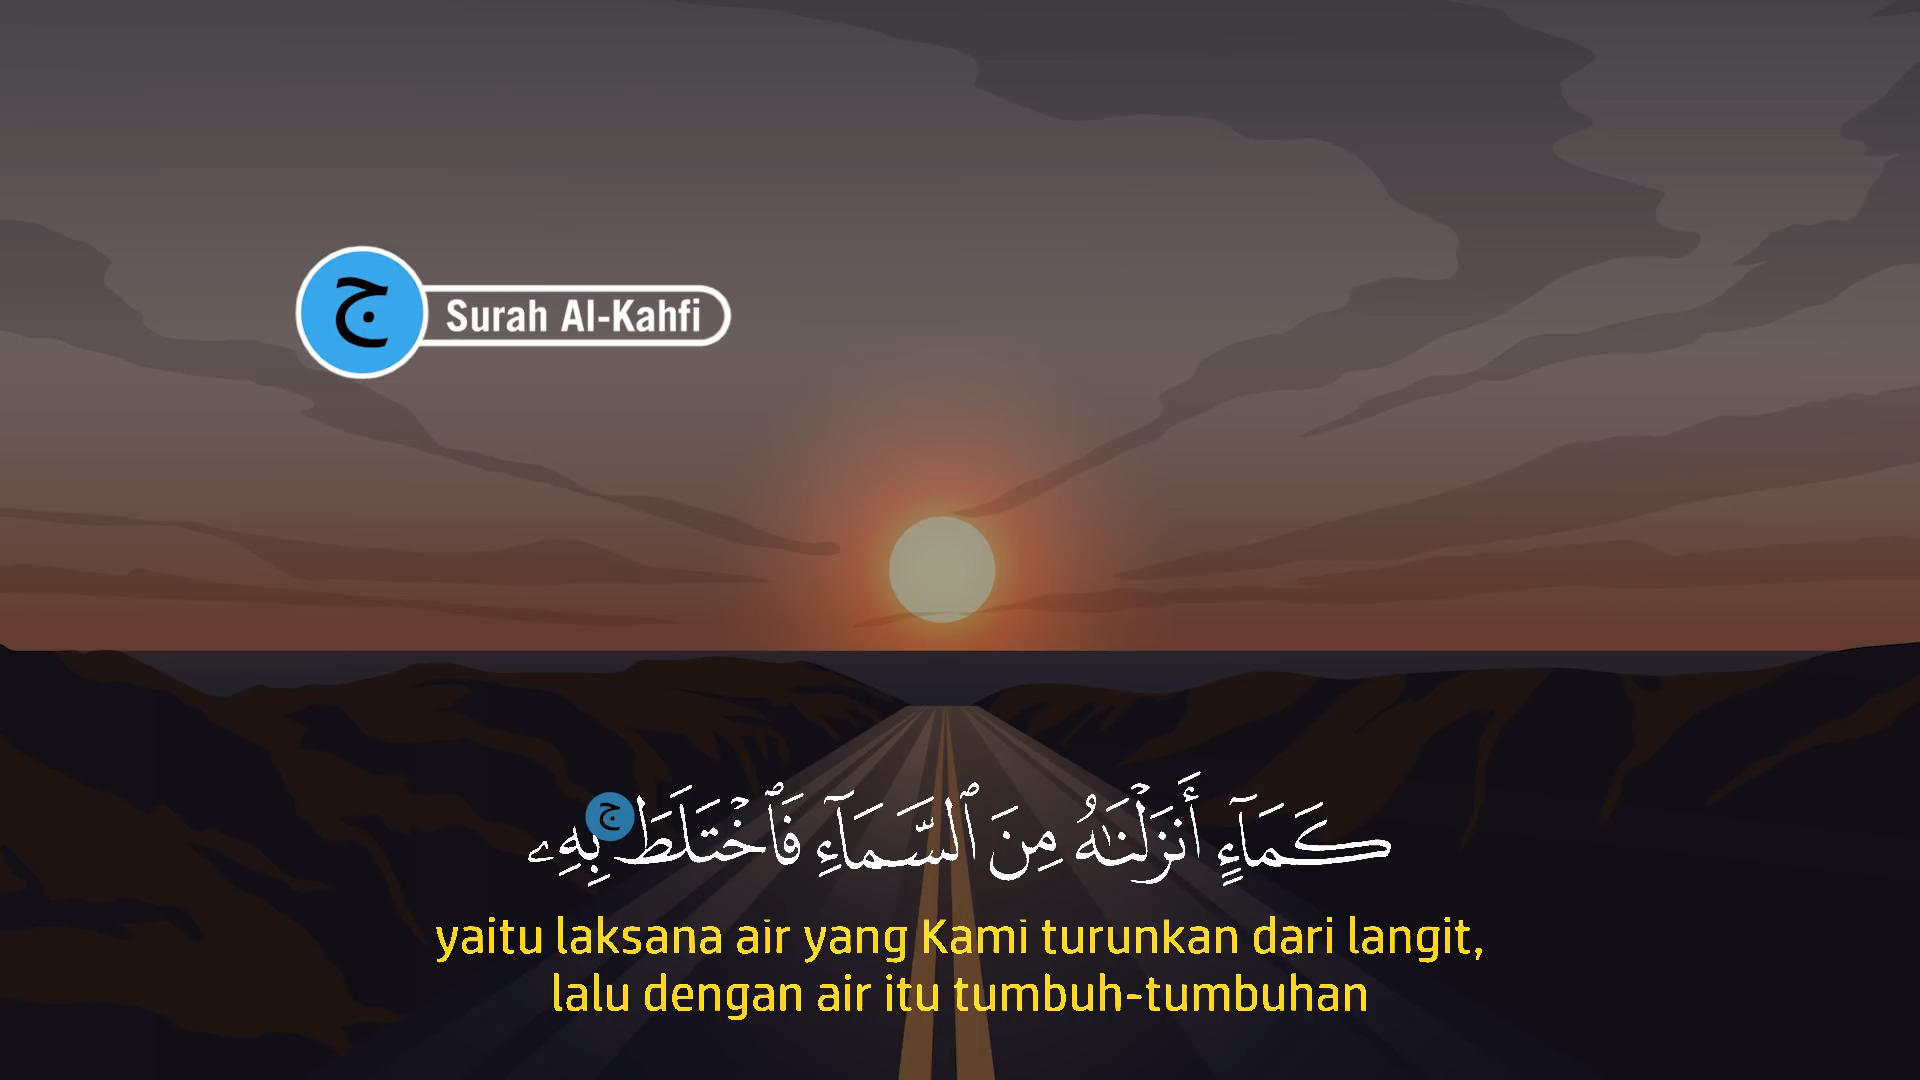 ج
Surah Al-Kahfi
كَمَآءٍ أَنزَلْنَـٰهُ مِنَ ٱلسَّمَآءِ فَٱخْتَلَطَ ج بِهِۦ
yaitu laksana air yang Kami turunkan dari langit,
lalu dengan air itu tumbuh-tumbuhan